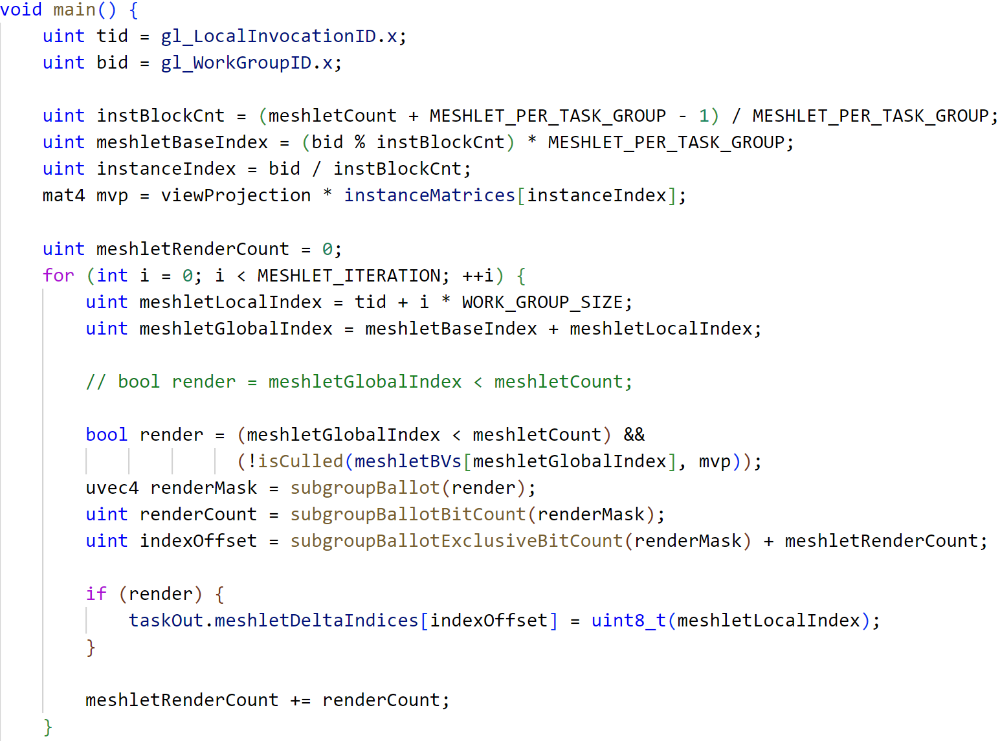 void main() {
    uint tid = gl_LocalInvocationID.x;
    uint bid = gl_WorkGroupID.x;

    uint instBlockCnt = (meshletCount + MESHLET_PER_TASK_GROUP - 1) / MESHLET_PER_TASK_GROUP;
    uint meshletBaseIndex = (bid % instBlockCnt) * MESHLET_PER_TASK_GROUP;
    uint instanceIndex = bid / instBlockCnt;
    mat4 mvp = viewProjection * instanceMatrices[instanceIndex];

    uint meshletRenderCount = 0;
    for (int i = 0; i < MESHLET_ITERATION; ++i) {
        uint meshletLocalIndex = tid + i * WORK_GROUP_SIZE;
        uint meshletGlobalIndex = meshletBaseIndex + meshletLocalIndex;

        // bool render = meshletGlobalIndex < meshletCount;

        bool render = (meshletGlobalIndex < meshletCount) &&
                      (!isCulled(meshletBVs[meshletGlobalIndex], mvp));
        uvec4 renderMask = subgroupBallot(render);
        uint renderCount = subgroupBallotBitCount(renderMask);
        uint indexOffset = subgroupBallotExclusiveBitCount(renderMask) + meshletRenderCount;

        if (render) {
            taskOut.meshletDeltaIndices[indexOffset] = uint8_t(meshletLocalIndex);
        }

        meshletRenderCount += renderCount;
    }